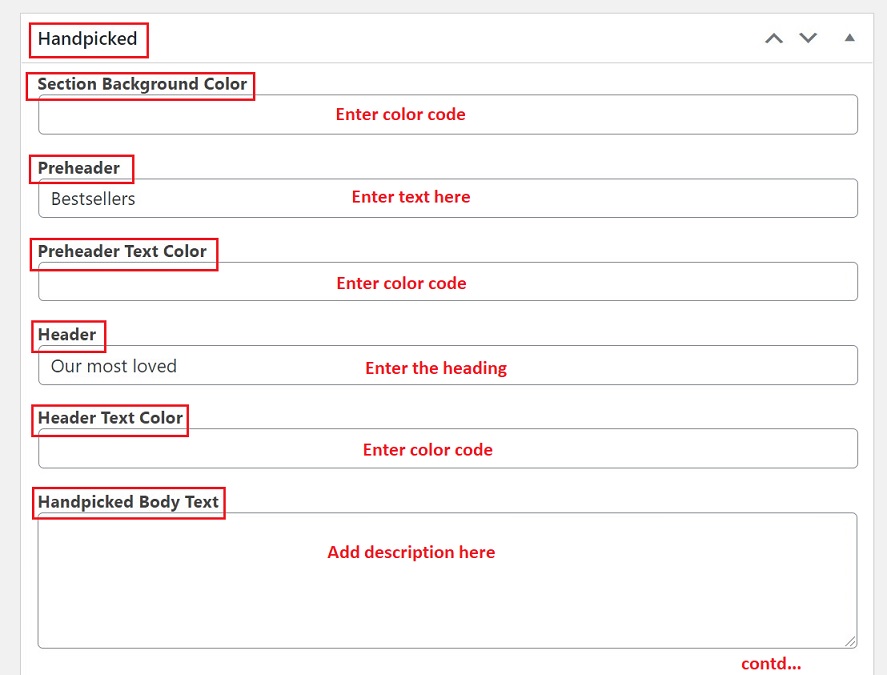 Handpicked
Section Background Color
Enter color code
Preheader
Bestsellers Enter text here
Preheader Text Color
Enter color code
Header
Our most loved Enter the heading
Header Text Color
Enter color code
Handpicked Body Text
Add description here
contd...